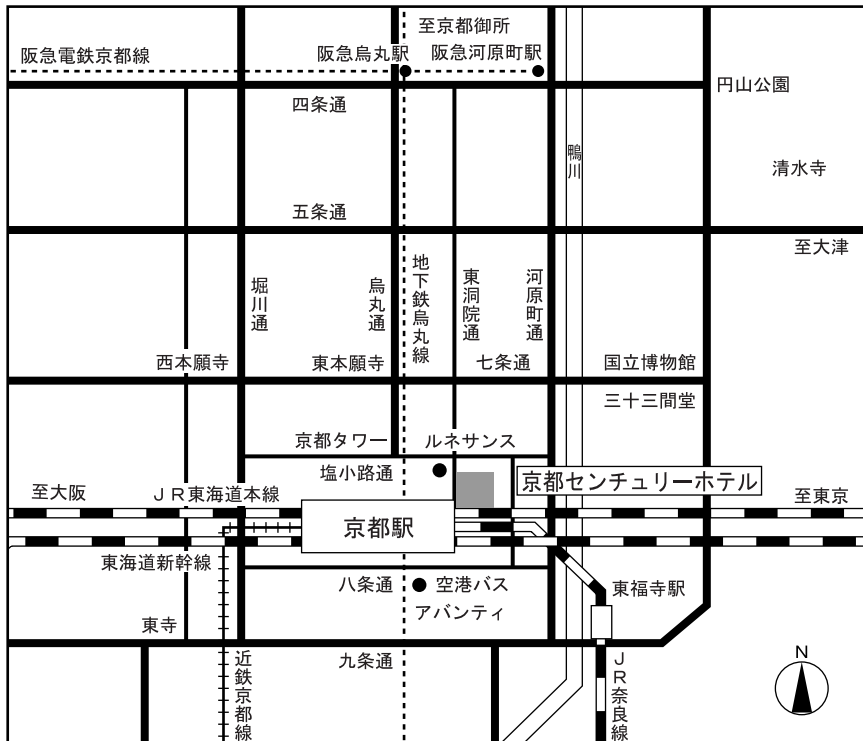 至京都御所
阪急電鉄京都線
阪急烏丸駅
阪急河原町駅
円山公園
四条通
鴨川
清水寺
五条通
至大津
堀川通
烏丸通
地下鉄烏丸線
東洞院通
河原町通
西本願寺
東本願寺
七条通
国立博物館
三十三間堂
京都タワー
ルネサンス
塩小路通
京都センチュリーホテル
至大阪
ＪＲ東海道本線
至東京
京都駅
東海道新幹線
八条通
空港バス
アバンティ
東福寺駅
東寺
九条通
近鉄京都線
ＪＲ奈良線
N